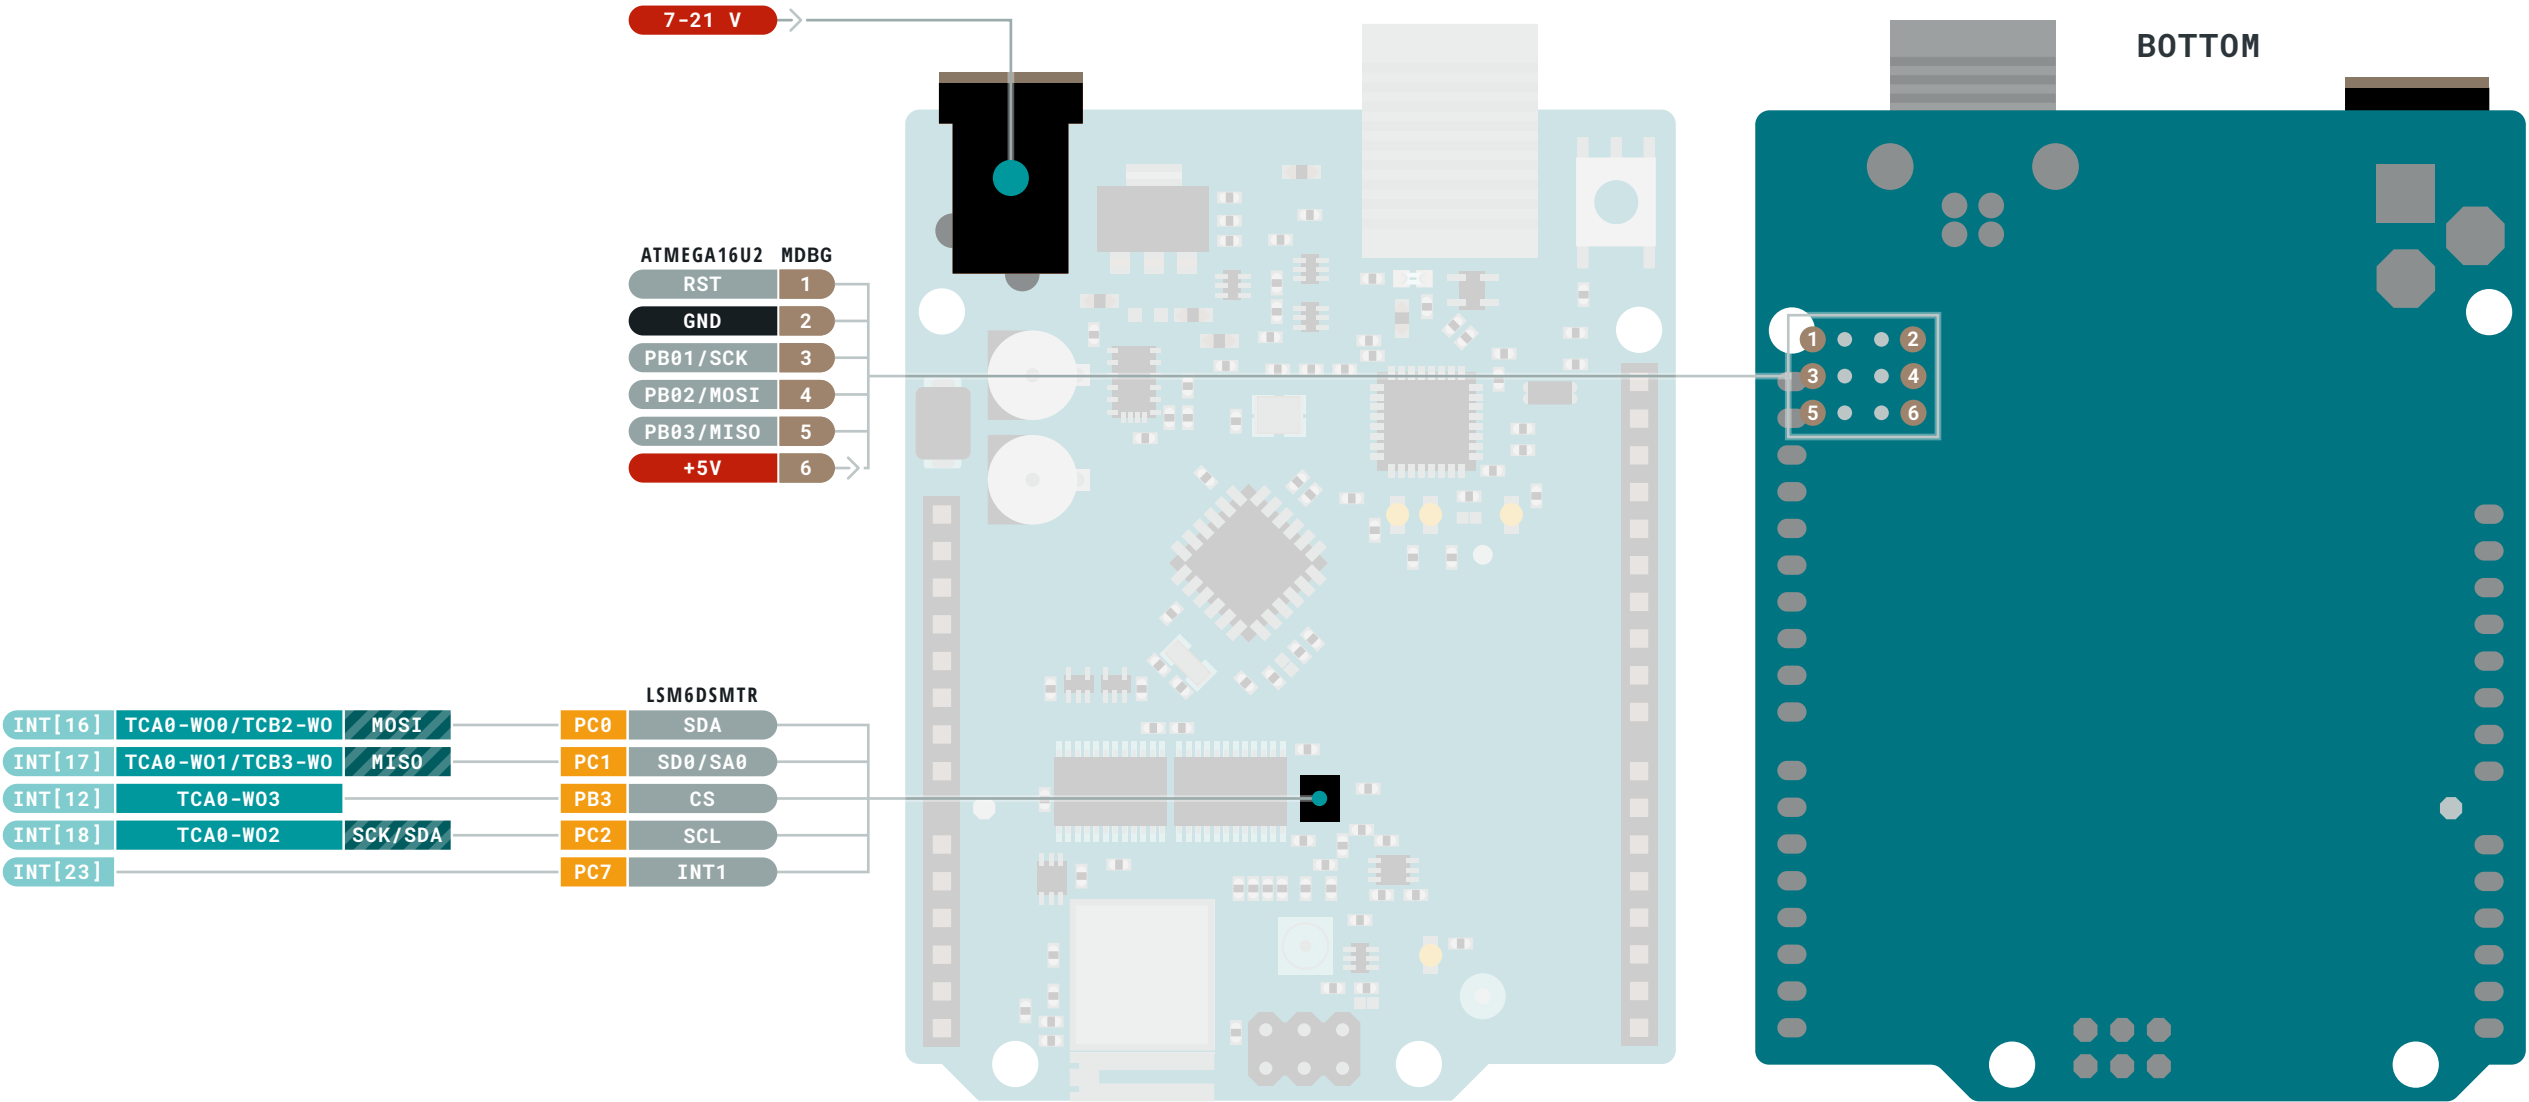 7-21 V
BOTTOM
ATMEGA16U2 MDBG
RST 1
GND 2
PB01/SCK 3
PB02/MOSI 4
PB03/MISO 5
+5V 6
1 2
3 4
5 6
LSM6DSMTR
INT[16] TCA0-WO0/TCB2-WO MOSI PC0 SDA
INT[17] TCA0-WO1/TCB3-WO MISO PC1 SD0/SA0
INT[12] TCA0-WO3 PB3 CS
INT[18] TCA0-WO2 SCK/SDA PC2 SCL
INT[23] PC7 INT1